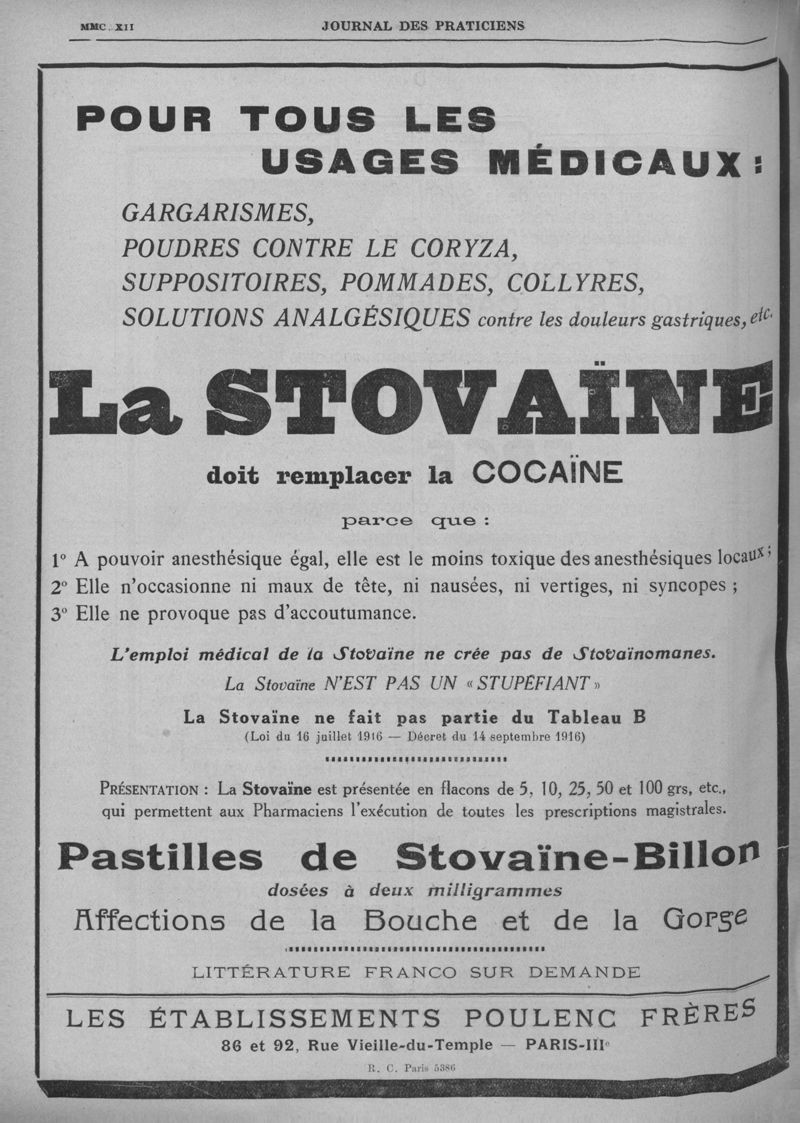 MMC. XII
JOURNAL DES PRATICIENS
POUR TOUS LES
USAGES MÉDICAUX :
GARGARISMES,
POUDRES CONTRE LE CORYZA,
SUPPOSITOIRES, POMMADES, COLLYRES,
SOLUTIONS ANALGÉSIQUES contre les douleurs gastriques, etc.
La STOVAÏNE
doit remplacer la COCAÏNE
parce que :
1° A pouvoir anesthésique égal, elle est le moins toxique des anesthésiques locaux ;
2° Elle n'occasionne ni maux de tête, ni nausées, ni vertiges, ni syncopes ;
3° Elle ne provoque pas d'accoutumance.
L'emploi médical de la Stovaïne ne crée pas de Stovaïnomanes.
La Stovaïne N'EST PAS UN « STUPÉFIANT »
La Stovaïne ne fait pas partie du Tableau B
(Loi du 16 juillet 1916 — Décret du 14 septembre 1916)
PRÉSENTATION : La Stovaïne est présentée en flacons de 5, 10, 25, 50 et 100 grs, etc.,
qui permettent aux Pharmaciens l'exécution de toutes les prescriptions magistrales.
Pastilles de Stovaïne-Billon
dosées à deux milligrammes
Affections de la Bouche et de la Gorge
LITTÉRATURE FRANCO SUR DEMANDE
LES ÉTABLISSEMENTS POULENC FRÈRES
86 et 92, Rue Vieille-du-Temple — PARIS-IIIe
R. C. Paris 5386